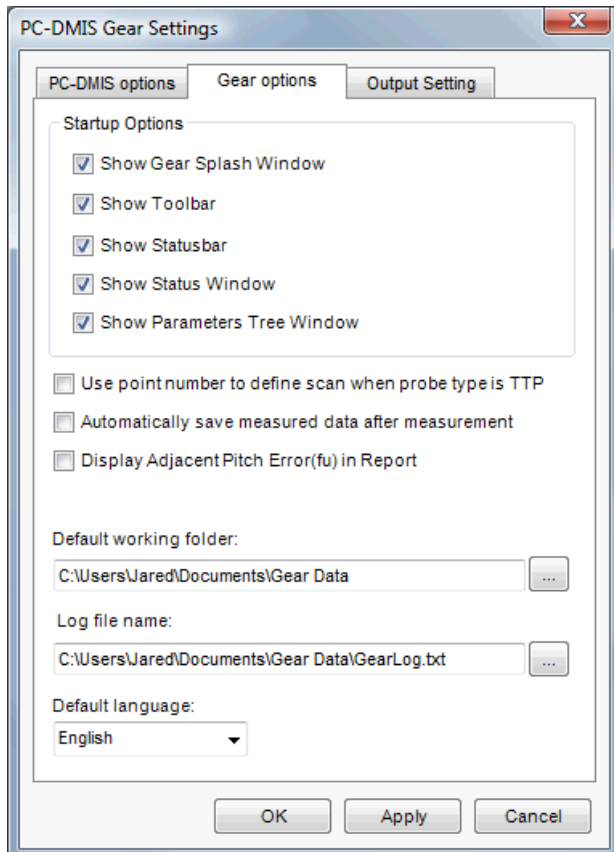 PC-DMIS Gear Settings
PC-DMIS options
Gear options
Output Setting
Startup Options
Show Gear Splash Window
Show Toolbar
Show Statusbar
Show Status Window
Show Parameters Tree Window
Use point number to define scan when probe type is TTP
Automatically save measured data after measurement
Display Adjacent Pitch Error(fu) in Report
Default working folder:
C:\Users\Jared\Documents\Gear Data
...
Log file name:
C:\Users\Jared\Documents\Gear Data\GearLog.txt
...
Default language:
English
OK
Apply
Cancel